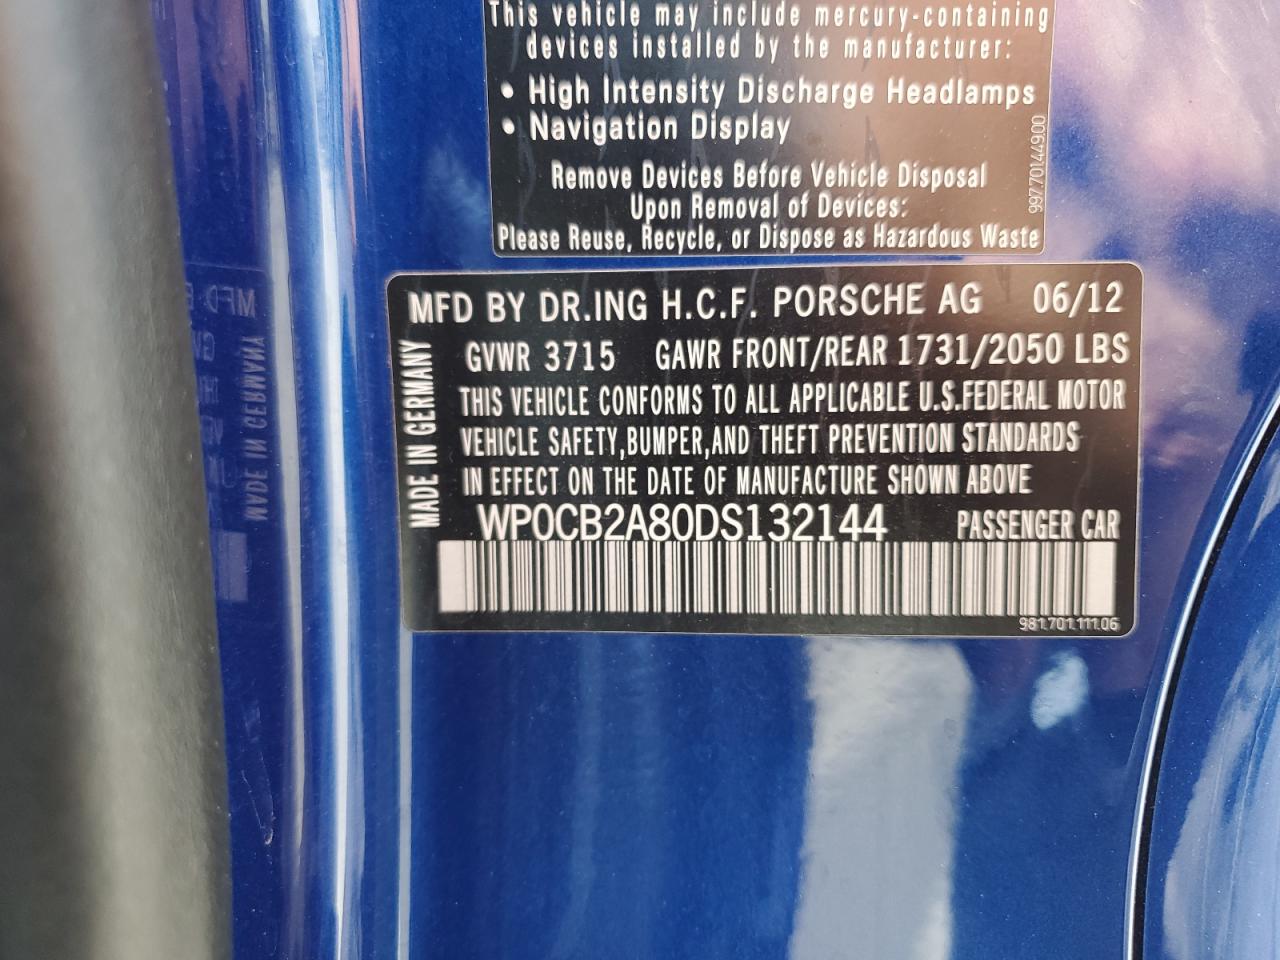 This vehicle may include mercury-containing
devices installed by the manufacturer:
• High Intensity Discharge Headlamps
• Navigation Display
Remove Devices Before Vehicle Disposal
Upon Removal of Devices:
Please Reuse, Recycle, or Dispose as Hazardous Waste
997.701.449.00
MFD BY DR.ING H.C.F. PORSCHE AG 06/12
GVWR 3715 GAWR FRONT/REAR 1731/2050 LBS
THIS VEHICLE CONFORMS TO ALL APPLICABLE U.S.FEDERAL MOTOR
VEHICLE SAFETY,BUMPER,AND THEFT PREVENTION STANDARDS
IN EFFECT ON THE DATE OF MANUFACTURE SHOWN ABOVE
MADE IN GERMANY
WP0CB2A80DS132144 PASSENGER CAR
981.701.111.06
MADE IN GERMANY